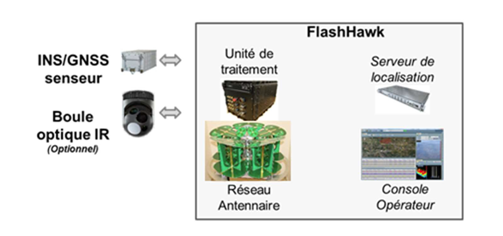 FlashHawk
INS/GNSS
senseur
Boule
optique IR
(Optionnel)
Unité de
traitement
Serveur de
localisation
Réseau
Antennaire
Console
Opérateur